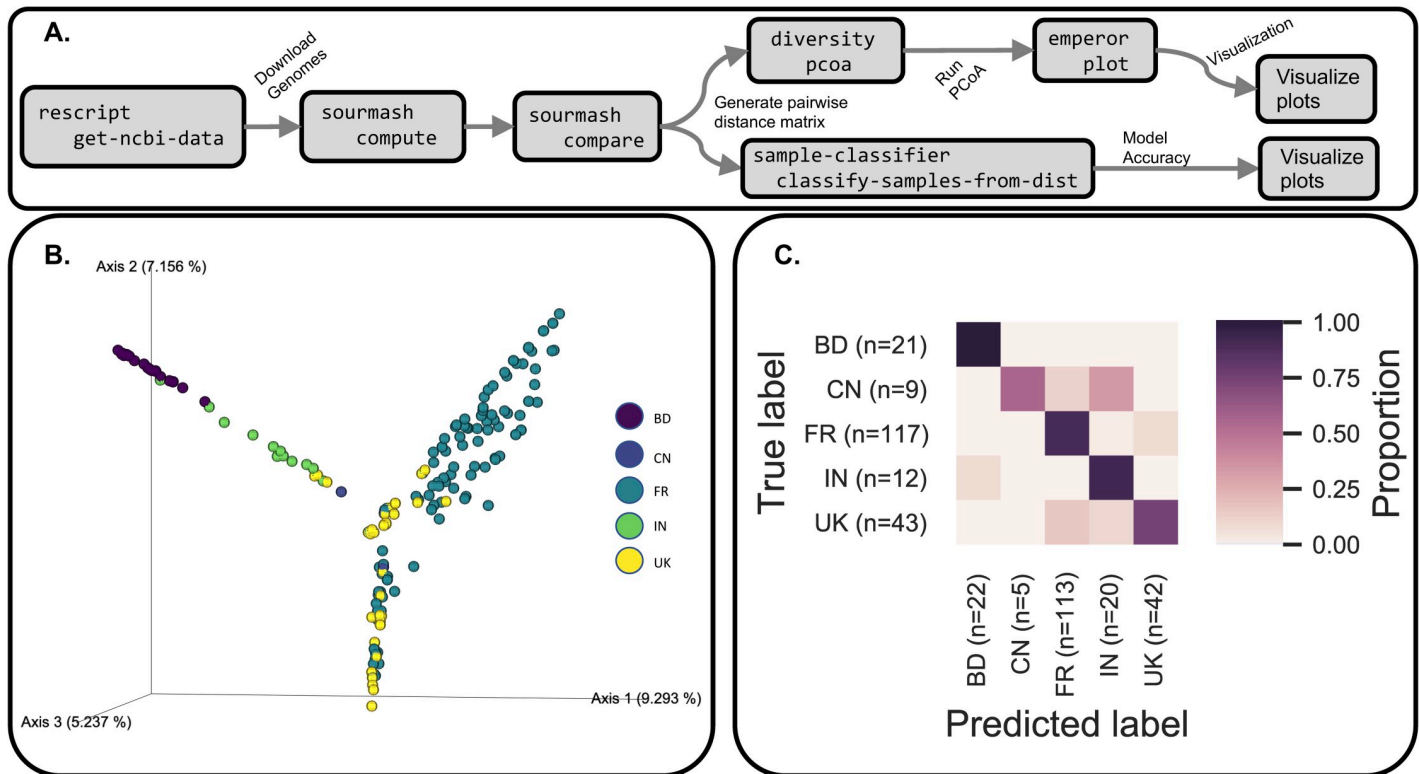 A.
rescript
get-ncbi-data
Download
Genomes
sourmash
compute
sourmash
compare
Generate pairwise
distance matrix
diversity
pcoa
Run
PCoA
emperor
plot
Visualization
Visualize
plots
sample-classifier
classify-samples-from-dist
Model
Accuracy
Visualize
plots
B.
Axis 2 (7.156 %)
Axis 1 (9.293 %)
Axis 3 (5.237 %)
BD
CN
FR
IN
UK
C.
True label
BD (n=21)
CN (n=9)
FR (n=117)
IN (n=12)
UK (n=43)
BD (n=22)
CN (n=5)
FR (n=113)
IN (n=20)
UK (n=42)
Predicted label
1.00
0.75
0.50
0.25
0.00
Proportion